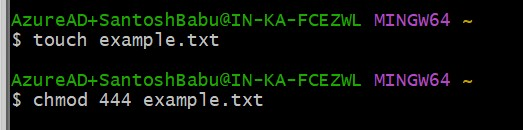 AzureAD+SantoshBabu@IN-KA-FCEZWL MINGW64 ~
$ touch example.txt
AzureAD+SantoshBabu@IN-KA-FCEZWL MINGW64 ~
$ chmod 444 example.txt